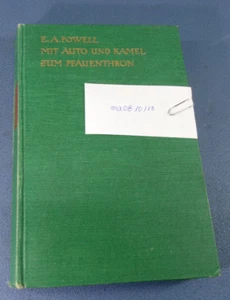 E. A. POWELL
MIT AUTO UND KAMEL
ZUM PFAUENTHRON